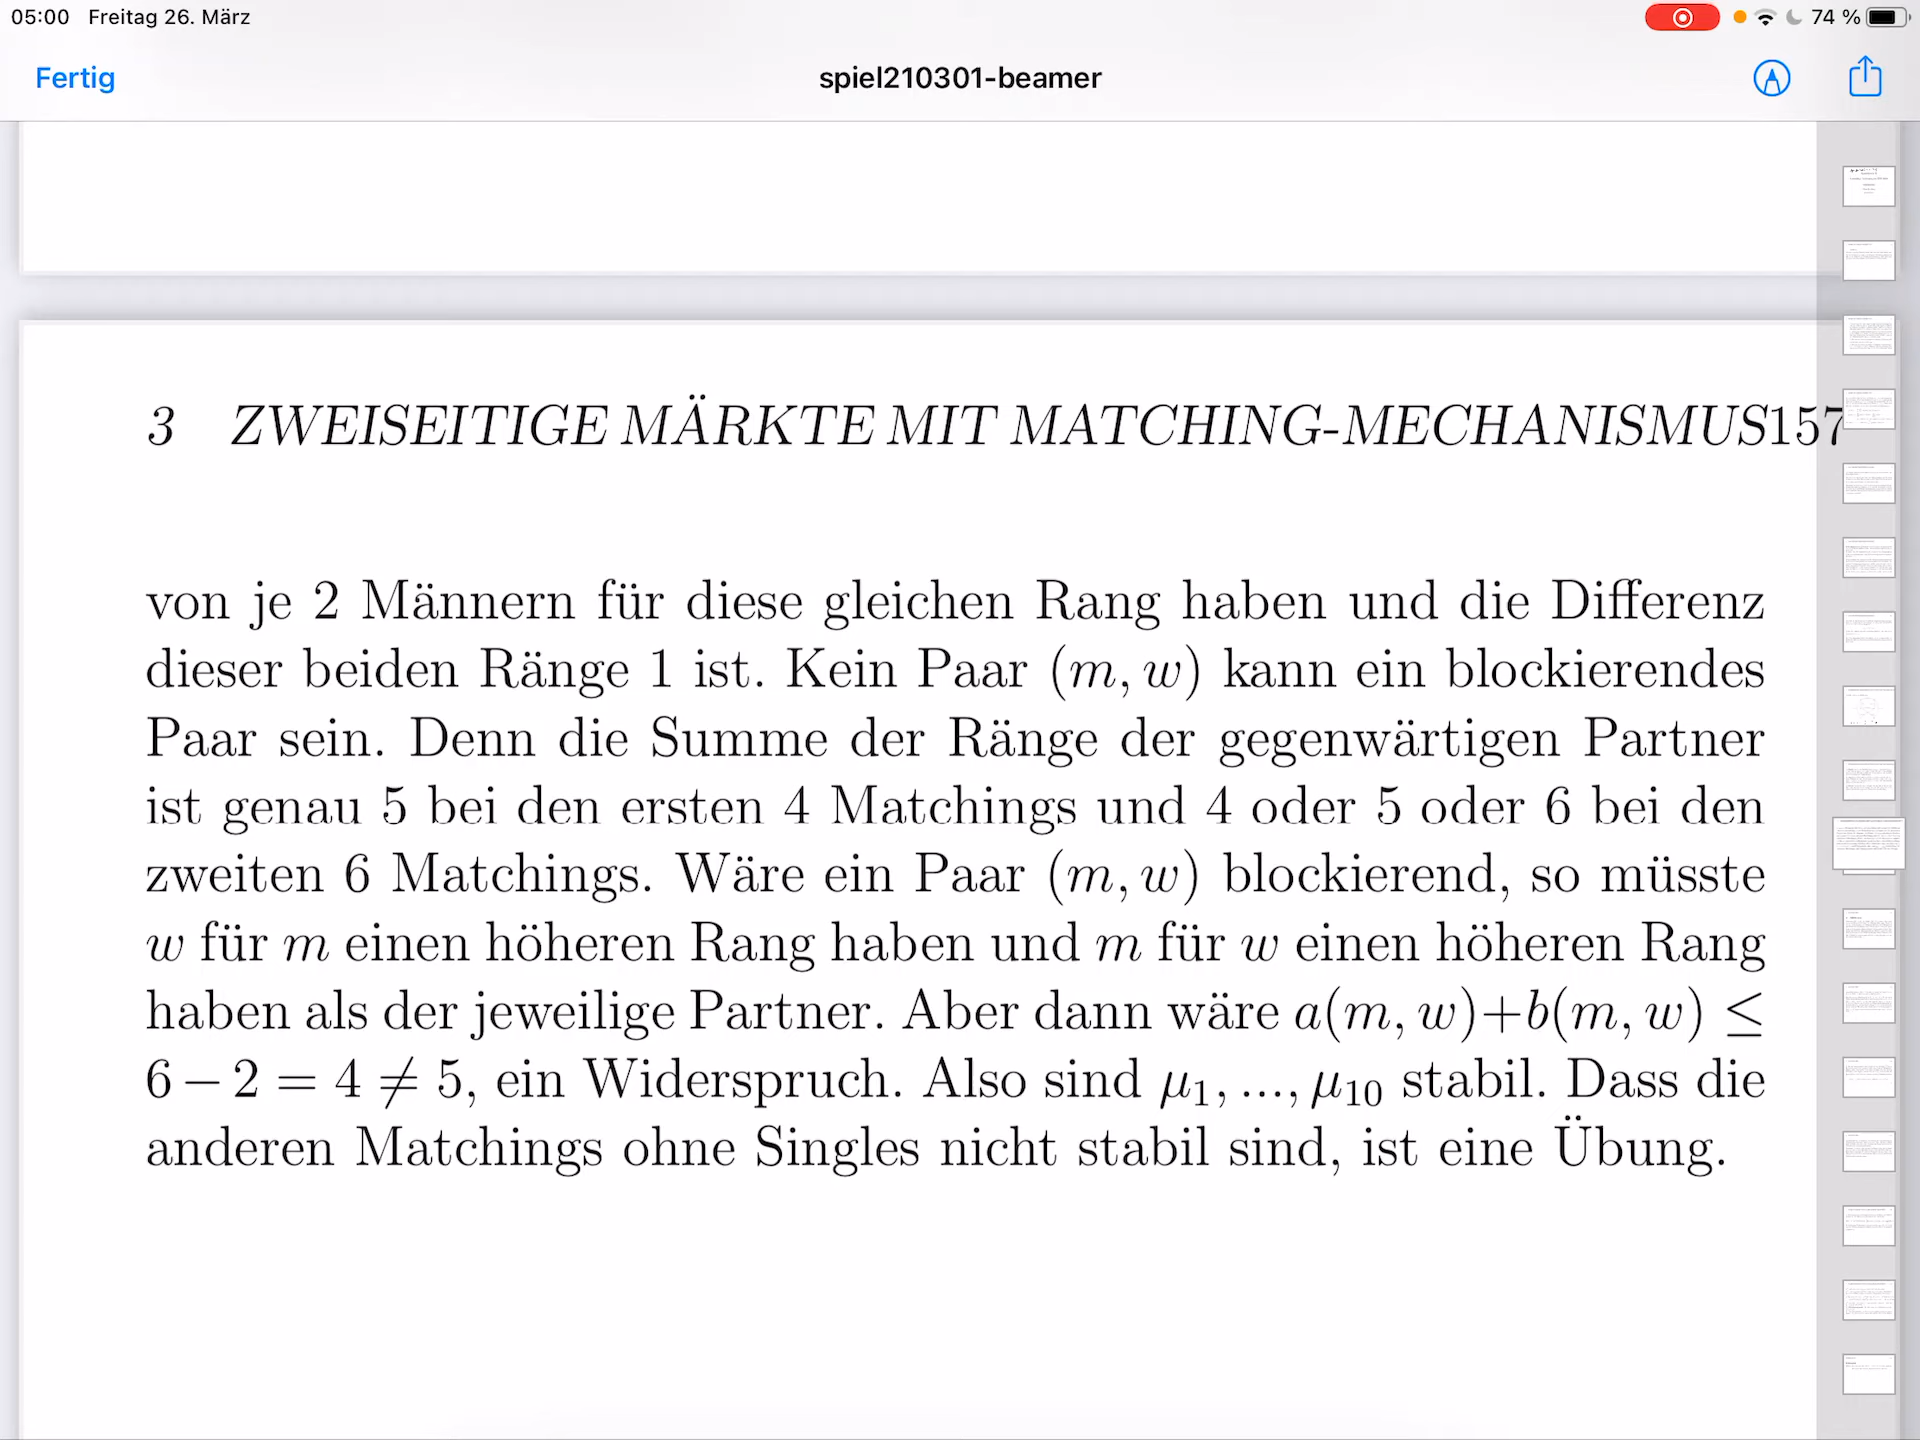 05:00 Freitag 26. März 74 %
Fertig spiel210301-beamer
3 ZWEISEITIGE MÄRKTE MIT MATCHING-MECHANISMUS157
von je 2 Männern für diese gleichen Rang haben und die Differenz
dieser beiden Ränge 1 ist. Kein Paar (m, w) kann ein blockierendes
Paar sein. Denn die Summe der Ränge der gegenwärtigen Partner
ist genau 5 bei den ersten 4 Matchings und 4 oder 5 oder 6 bei den
zweiten 6 Matchings. Wäre ein Paar (m, w) blockierend, so müsste
w für m einen höheren Rang haben und m für w einen höheren Rang
haben als der jeweilige Partner. Aber dann wäre a(m, w)+b(m, w) ≤
6 − 2 = 4 ≠ 5, ein Widerspruch. Also sind μ₁, ..., μ₁₀ stabil. Dass die
anderen Matchings ohne Singles nicht stabil sind, ist eine Übung.